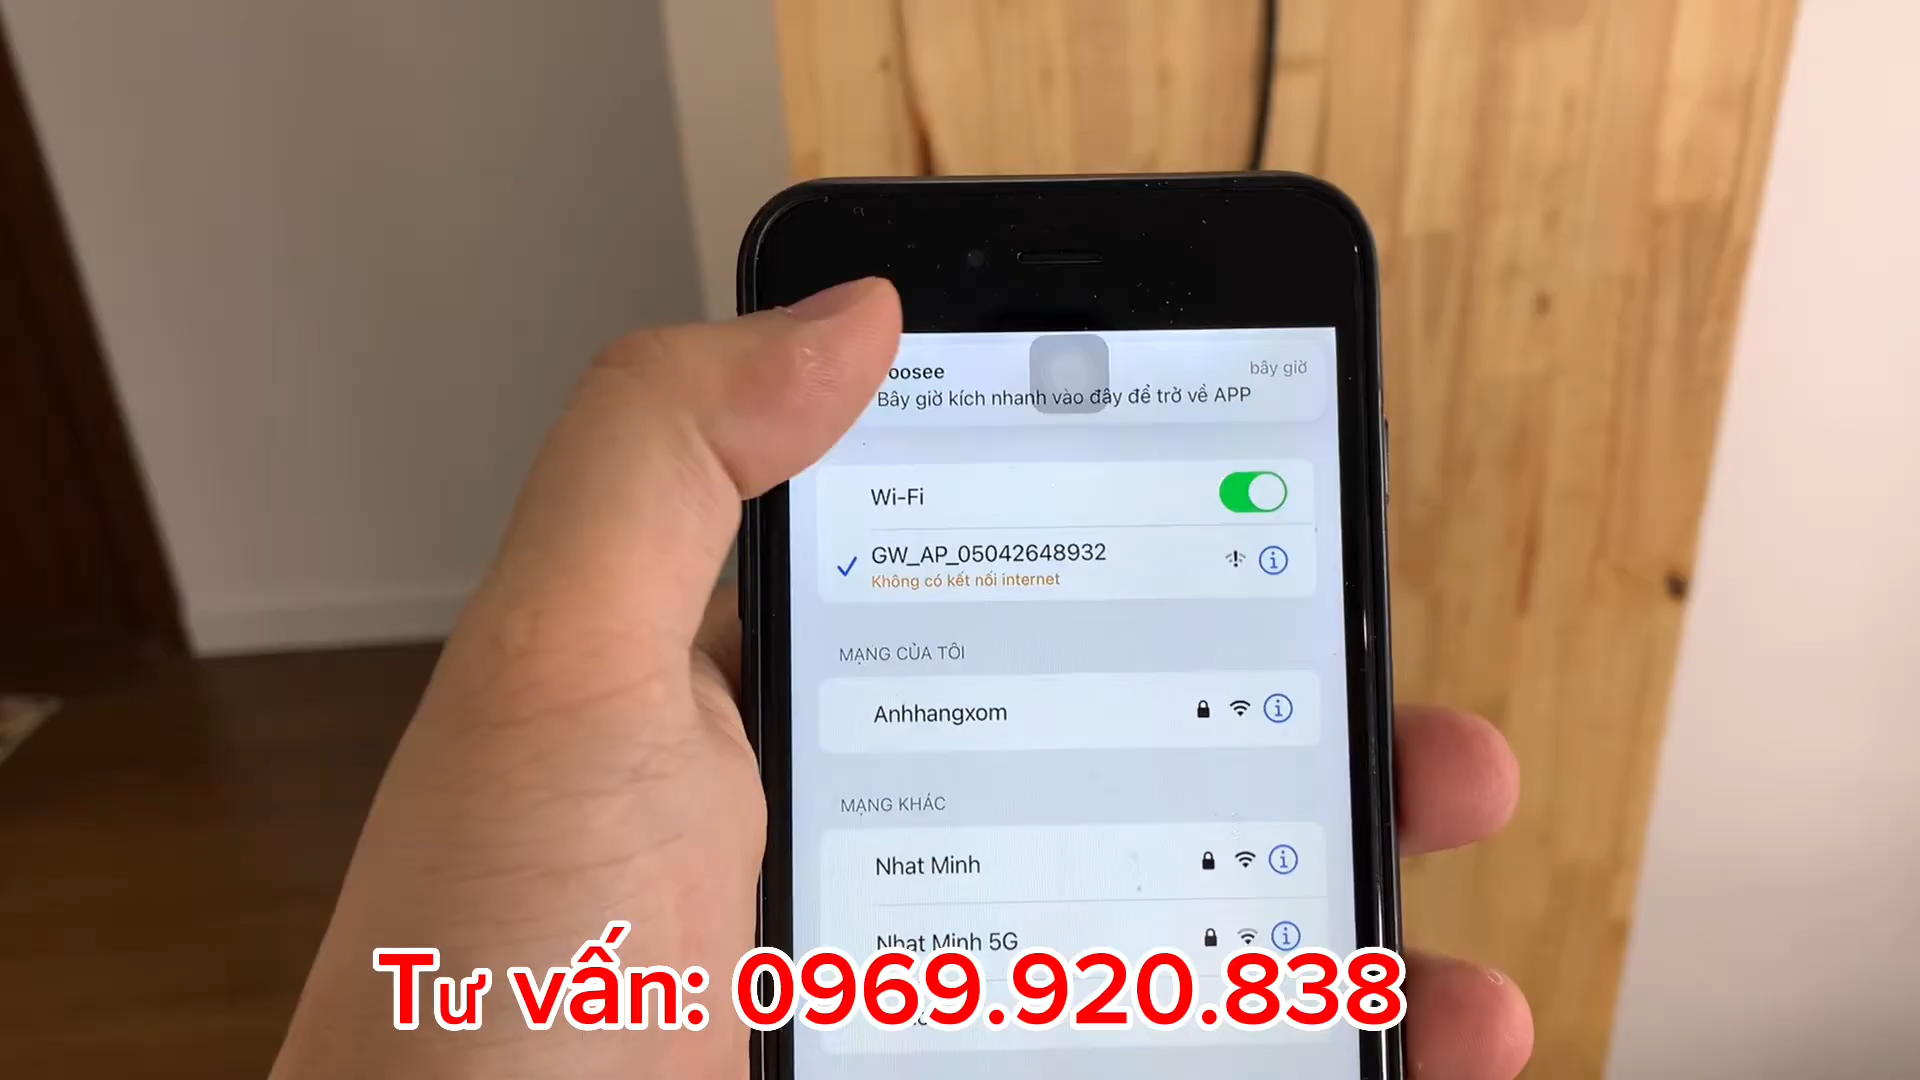 oosee
bây giờ
Bây giờ kích nhanh vào đây để trở về APP
Wi-Fi
GW_AP_05042648932
Không có kết nối internet
MẠNG CỦA TÔI
Anhhangxom
MẠNG KHÁC
Nhat Minh
Nhat Minh 5G
Tư vấn: 0969.920.838